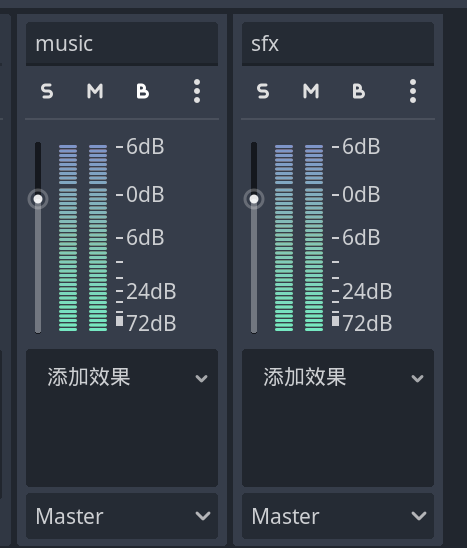 music
S M B
-6dB
-0dB
-6dB
-24dB
72dB
添加效果
Master
sfx
S M B
-6dB
-0dB
-6dB
-24dB
72dB
添加效果
Master